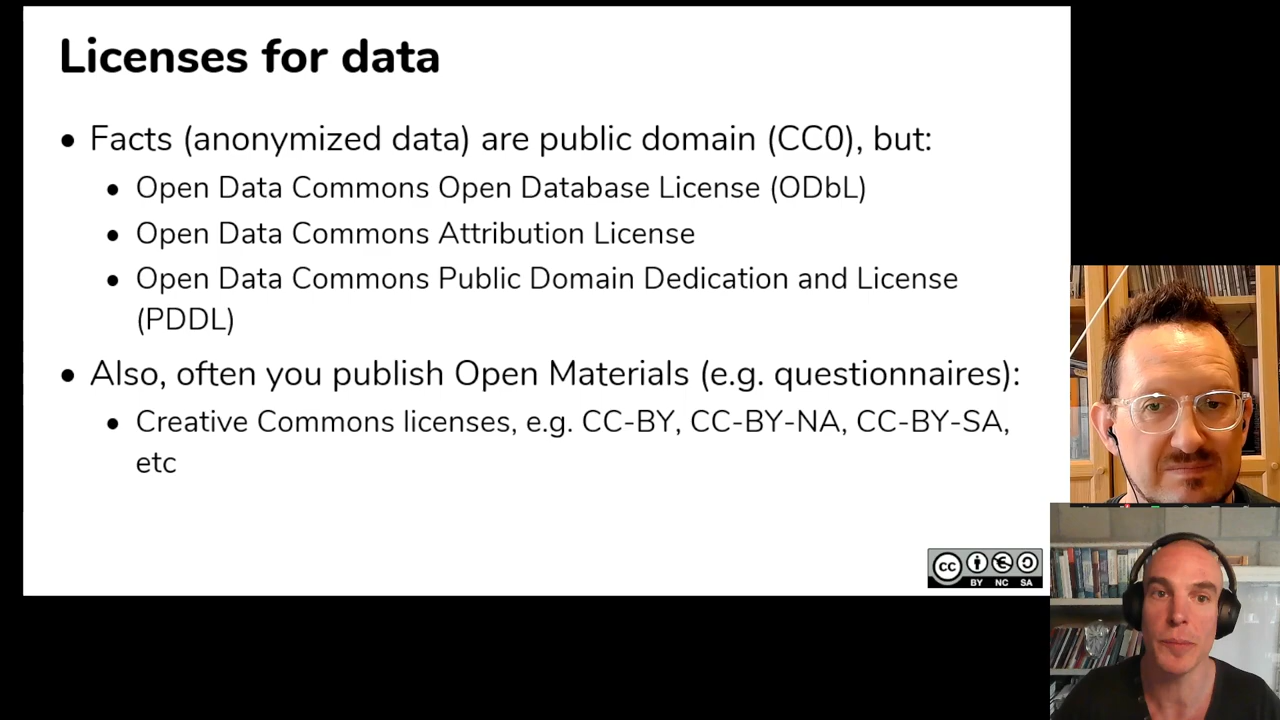 Licenses for data
• Facts (anonymized data) are public domain (CC0), but:
• Open Data Commons Open Database License (ODbL)
• Open Data Commons Attribution License
• Open Data Commons Public Domain Dedication and License
(PDDL)
• Also, often you publish Open Materials (e.g. questionnaires):
• Creative Commons licenses, e.g. CC-BY, CC-BY-NA, CC-BY-SA,
etc
cc
BY NC SA